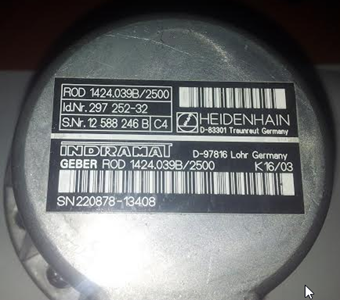 ROD 1424.039B/2500
Id.Nr. 297 252-32
S.Nr. 12 588 246 B C4
HEIDENHAIN
D-83301 Traunreut Germany
INDRAMAT D-97816 Lohr Germany
GEBER ROD 1424.039B/2500 K16/03
SN220878-13408